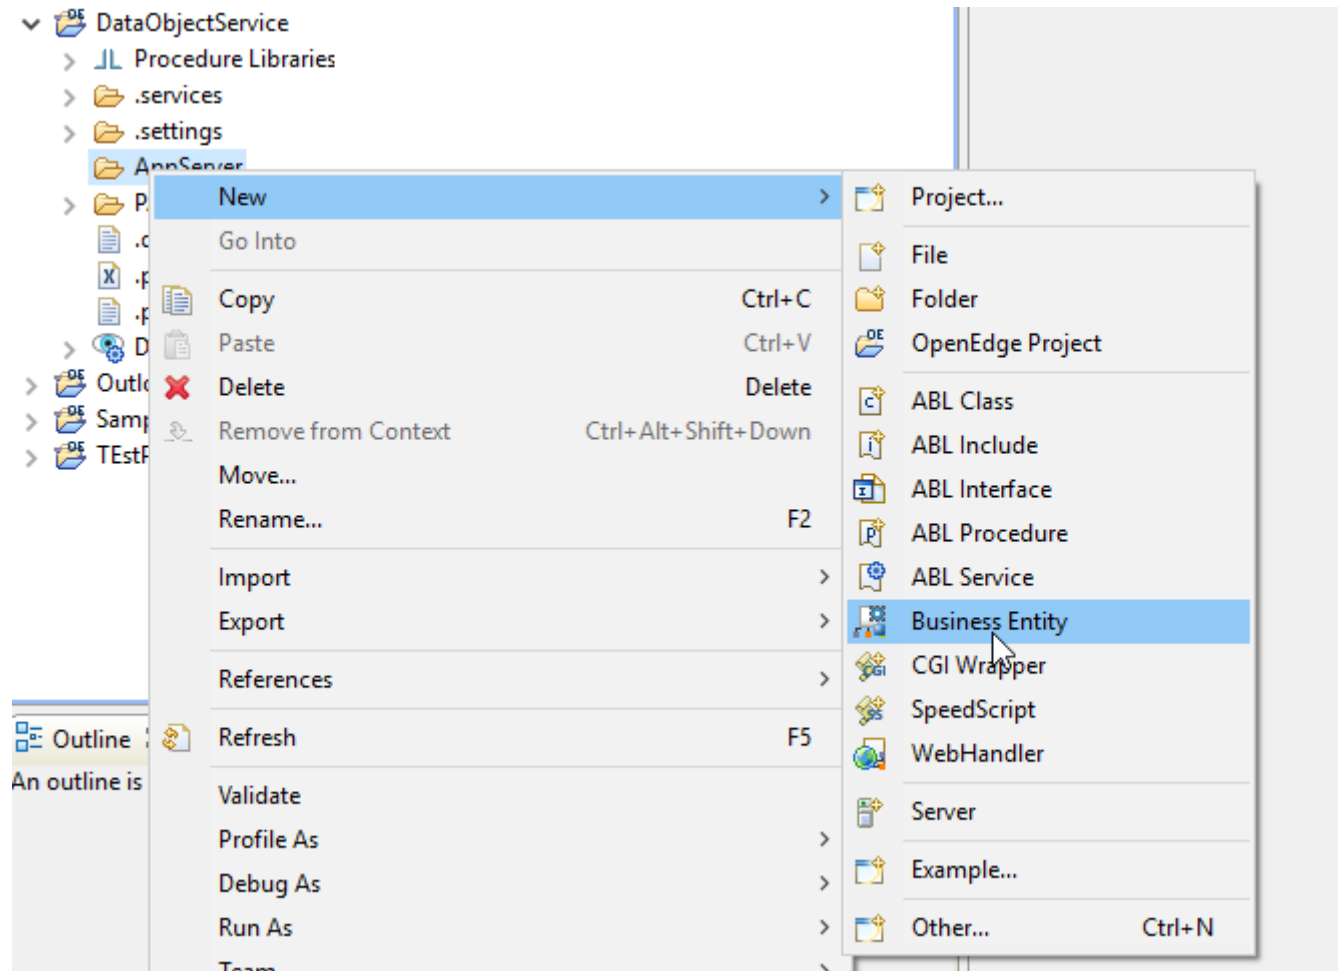 DataObjectService
Procedure Libraries
.services
.settings
AppServer
New
Go Into
Copy Ctrl+C
Paste Ctrl+V
Delete Delete
Remove from Context Ctrl+Alt+Shift+Down
Move...
Rename... F2
Import
Export
References
Refresh F5
Validate
Profile As
Debug As
Run As
Team
Project...
File
Folder
OpenEdge Project
ABL Class
ABL Include
ABL Interface
ABL Procedure
ABL Service
Business Entity
CGI Wrapper
SpeedScript
WebHandler
Server
Example...
Other... Ctrl+N
Outline
An outline is